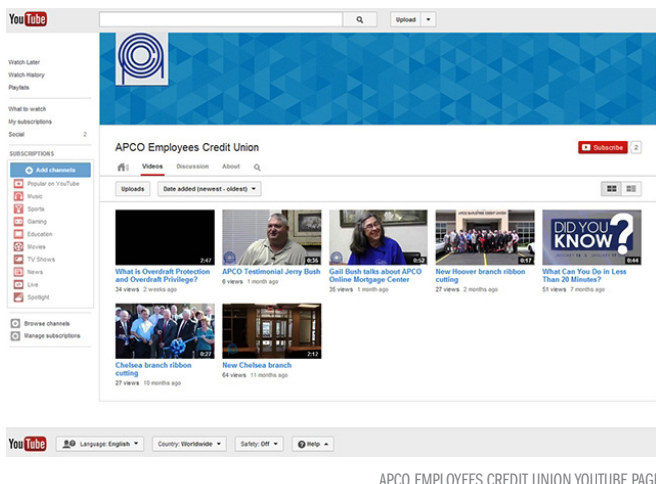 You Tube
Upload
Watch Later
Watch History
Playlists
What to watch
My subscriptions
Social 2
SUBSCRIPTIONS
Add channels
Popular on YouTube
Music
Sports
Gaming
Education
Movies
TV Shows
News
Live
Spotlight
Browse channels
Manage subscriptions
APCO Employees Credit Union
Subscribe 2
Videos Discussion About
Uploads Date added (newest - oldest)
2:47
What is Overdraft Protection
and Overdraft Privilege?
34 views 2 weeks ago
0:35
APCO Testimonial Jerry Bush
6 views 1 month ago
0:52
Gail Bush talks about APCO
Online Mortgage Center
35 views 1 month ago
0:17
New Hoover branch ribbon
cutting
27 views 2 months ago
DID YOU
KNOW?
0:44
What Can You Do in Less
Than 20 Minutes?
51 views 7 months ago
0:27
Chelsea branch ribbon
cutting
27 views 10 months ago
2:12
New Chelsea branch
64 views 11 months ago
You Tube Language: English Country: Worldwide Safety: Off Help
APCO EMPLOYEES CREDIT UNION YOUTUBE PAGE